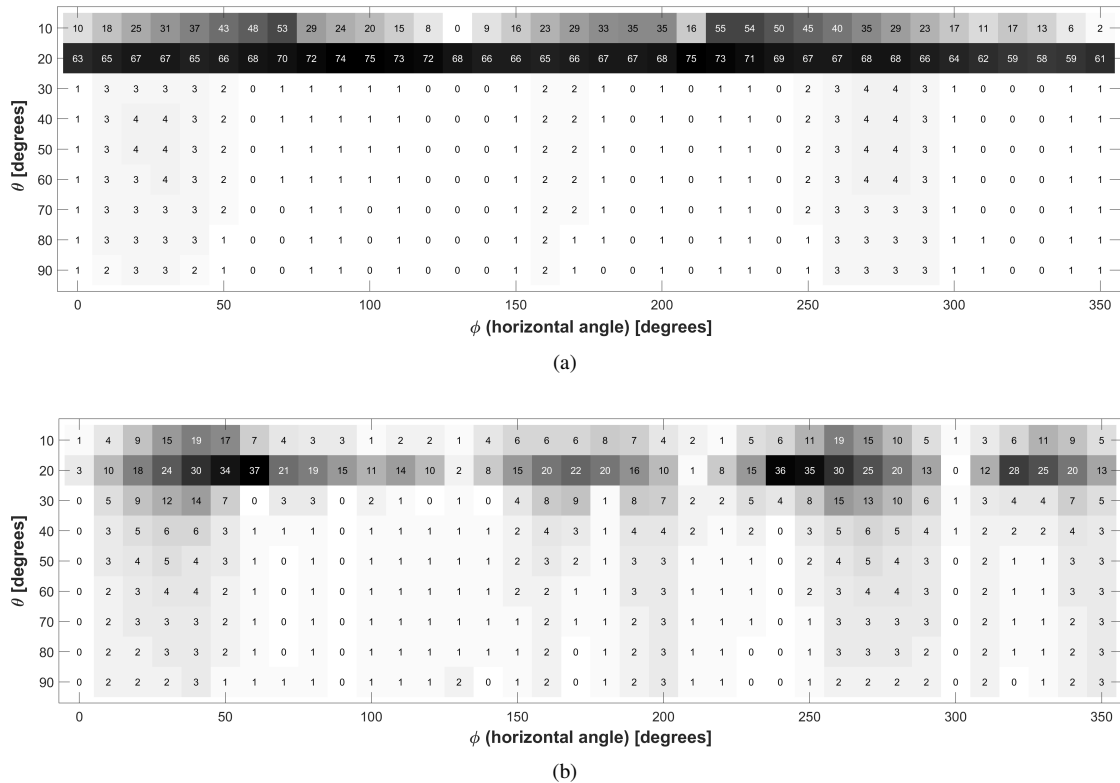 10 10 18 25 31 37 43 48 53 29 24 20 15 8 0 9 16 23 29 33 35 35 16 55 54 50 45 40 35 29 23 17 11 17 13 6 2
20 63 65 67 67 65 66 68 70 72 74 75 73 72 68 66 66 65 66 67 67 68 75 73 71 69 67 67 68 68 66 64 62 59 58 59 61
30 1 3 3 3 3 2 0 1 1 1 1 1 0 0 0 1 2 2 1 0 0 1 0 1 0 2 3 4 4 3 1 0 0 0 1 1
40 1 3 4 4 3 2 0 1 1 1 1 1 0 0 0 1 2 2 1 0 0 1 0 1 0 2 3 4 4 3 1 0 0 0 1 1
50 1 3 4 4 3 2 0 1 1 1 1 1 0 0 0 1 2 2 1 0 0 1 0 1 0 2 3 4 4 3 1 0 0 0 1 1
60 1 3 3 4 3 2 0 1 1 1 1 1 0 0 0 1 2 2 1 0 0 1 0 1 0 2 3 4 4 3 1 0 0 0 1 1
70 1 3 3 3 3 2 0 1 1 1 0 1 0 0 0 1 2 2 1 0 0 1 0 1 0 2 3 3 3 3 1 0 0 0 1 1
80 1 3 3 3 3 1 0 0 1 1 0 1 0 0 0 1 2 1 1 0 0 1 0 1 0 1 3 3 3 3 1 0 0 0 1 1
90 1 2 3 3 2 1 0 0 1 1 0 1 0 0 0 1 2 1 0 0 0 1 0 1 0 1 3 3 3 3 1 1 0 0 1 1
θ [degrees]
0 50 100 150 200 250 300 350
ϕ (horizontal angle) [degrees]
(a)
10 1 4 9 15 19 17 7 4 3 3 1 2 2 1 4 6 6 6 8 7 4 2 1 5 6 11 19 15 10 5 1 3 6 11 9 5
20 3 10 18 24 30 34 37 21 19 15 11 14 10 2 8 15 20 22 20 16 10 1 8 15 36 35 30 25 20 13 0 12 28 25 20 13
30 0 5 9 12 14 7 0 3 3 0 2 1 0 1 0 4 8 9 1 8 7 2 2 5 4 8 15 13 10 6 1 3 4 4 7 5
40 0 3 5 6 6 3 1 1 1 0 1 1 1 1 1 2 4 3 1 4 4 2 1 2 0 3 5 6 5 4 1 2 2 2 4 3
50 0 3 4 5 4 3 1 0 1 0 1 1 1 1 1 2 3 2 1 3 3 1 1 1 0 2 4 5 4 3 0 2 1 1 3 3
60 0 2 3 4 4 2 1 0 1 0 1 1 1 1 1 2 2 1 1 3 3 1 1 1 0 2 3 4 4 3 0 2 1 1 3 3
70 0 2 3 3 3 2 1 1 1 0 1 1 1 1 1 1 2 1 1 2 3 1 1 1 0 1 3 3 3 3 0 2 1 1 2 3
80 0 2 2 3 3 2 1 0 1 0 1 1 1 1 1 1 2 0 1 2 3 1 1 0 0 1 3 3 3 2 0 2 1 1 2 3
90 0 2 2 2 3 1 1 1 1 0 1 1 1 2 0 1 2 0 1 2 3 1 1 0 0 1 2 2 2 2 0 2 0 1 2 3
θ [degrees]
0 50 100 150 200 250 300 350
ϕ (horizontal angle) [degrees]
(b)